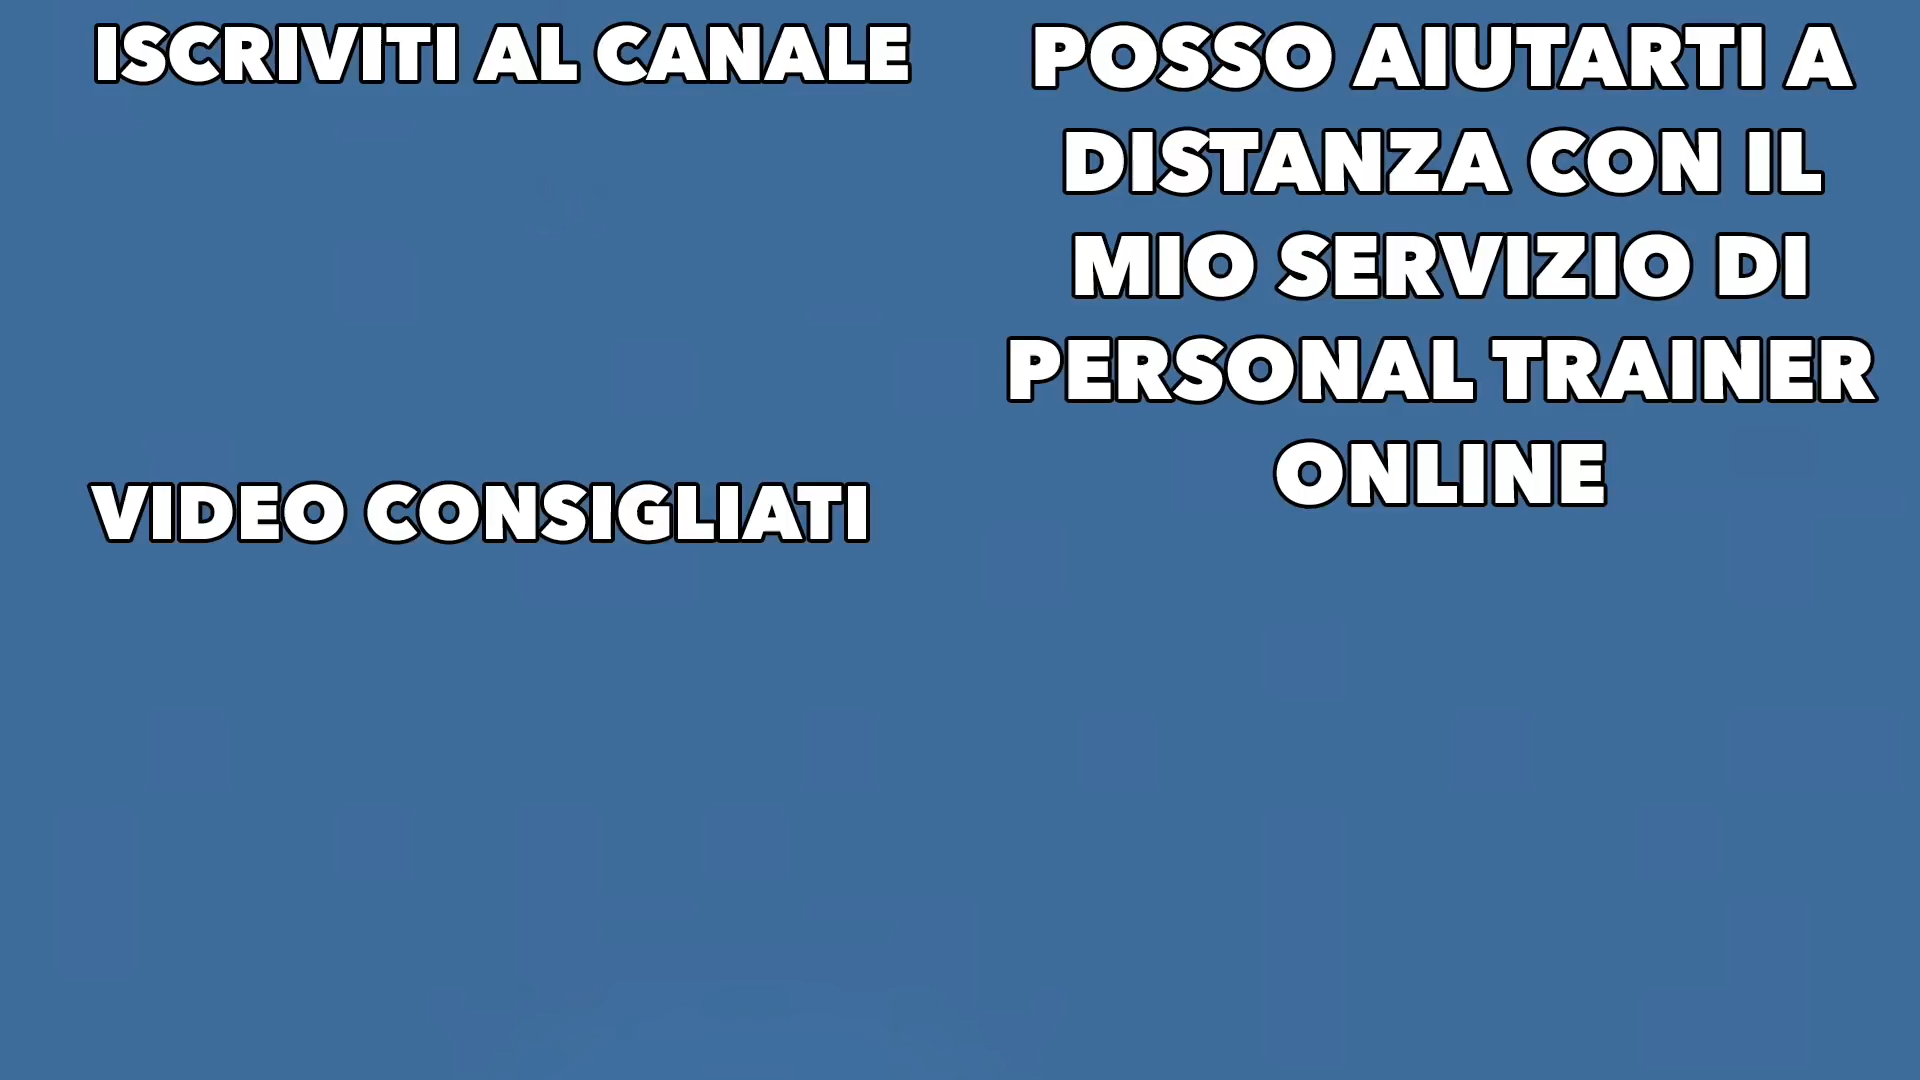 ISCRIVITI AL CANALE
VIDEO CONSIGLIATI
POSSO AIUTARTI A
DISTANZA CON IL
MIO SERVIZIO DI
PERSONAL TRAINER
ONLINE